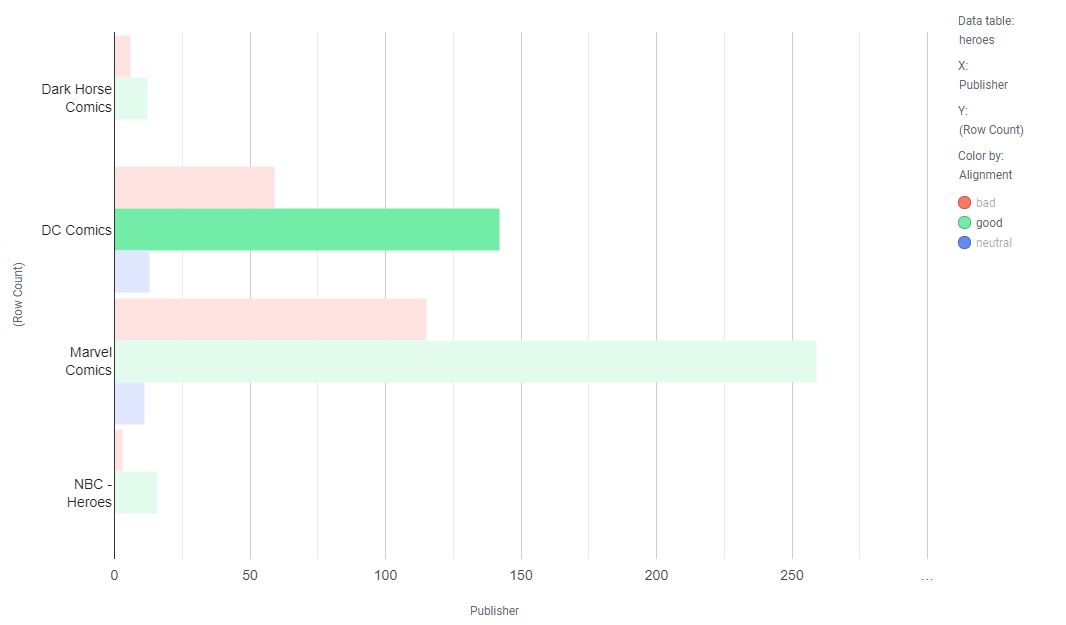 Dark Horse
Comics
DC Comics
Marvel
Comics
NBC -
Heroes
(Row Count)
0 50 100 150 200 250 ...
Publisher
Data table:
heroes
X:
Publisher
Y:
(Row Count)
Color by:
Alignment
bad
good
neutral